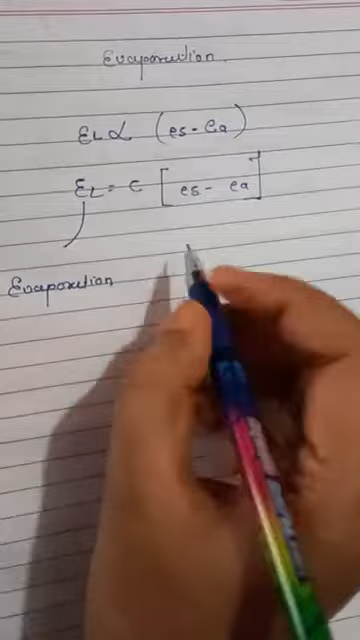 Evaporation.
EL ∝ (es - ea)
EL = C [es - ea]
Evaporation